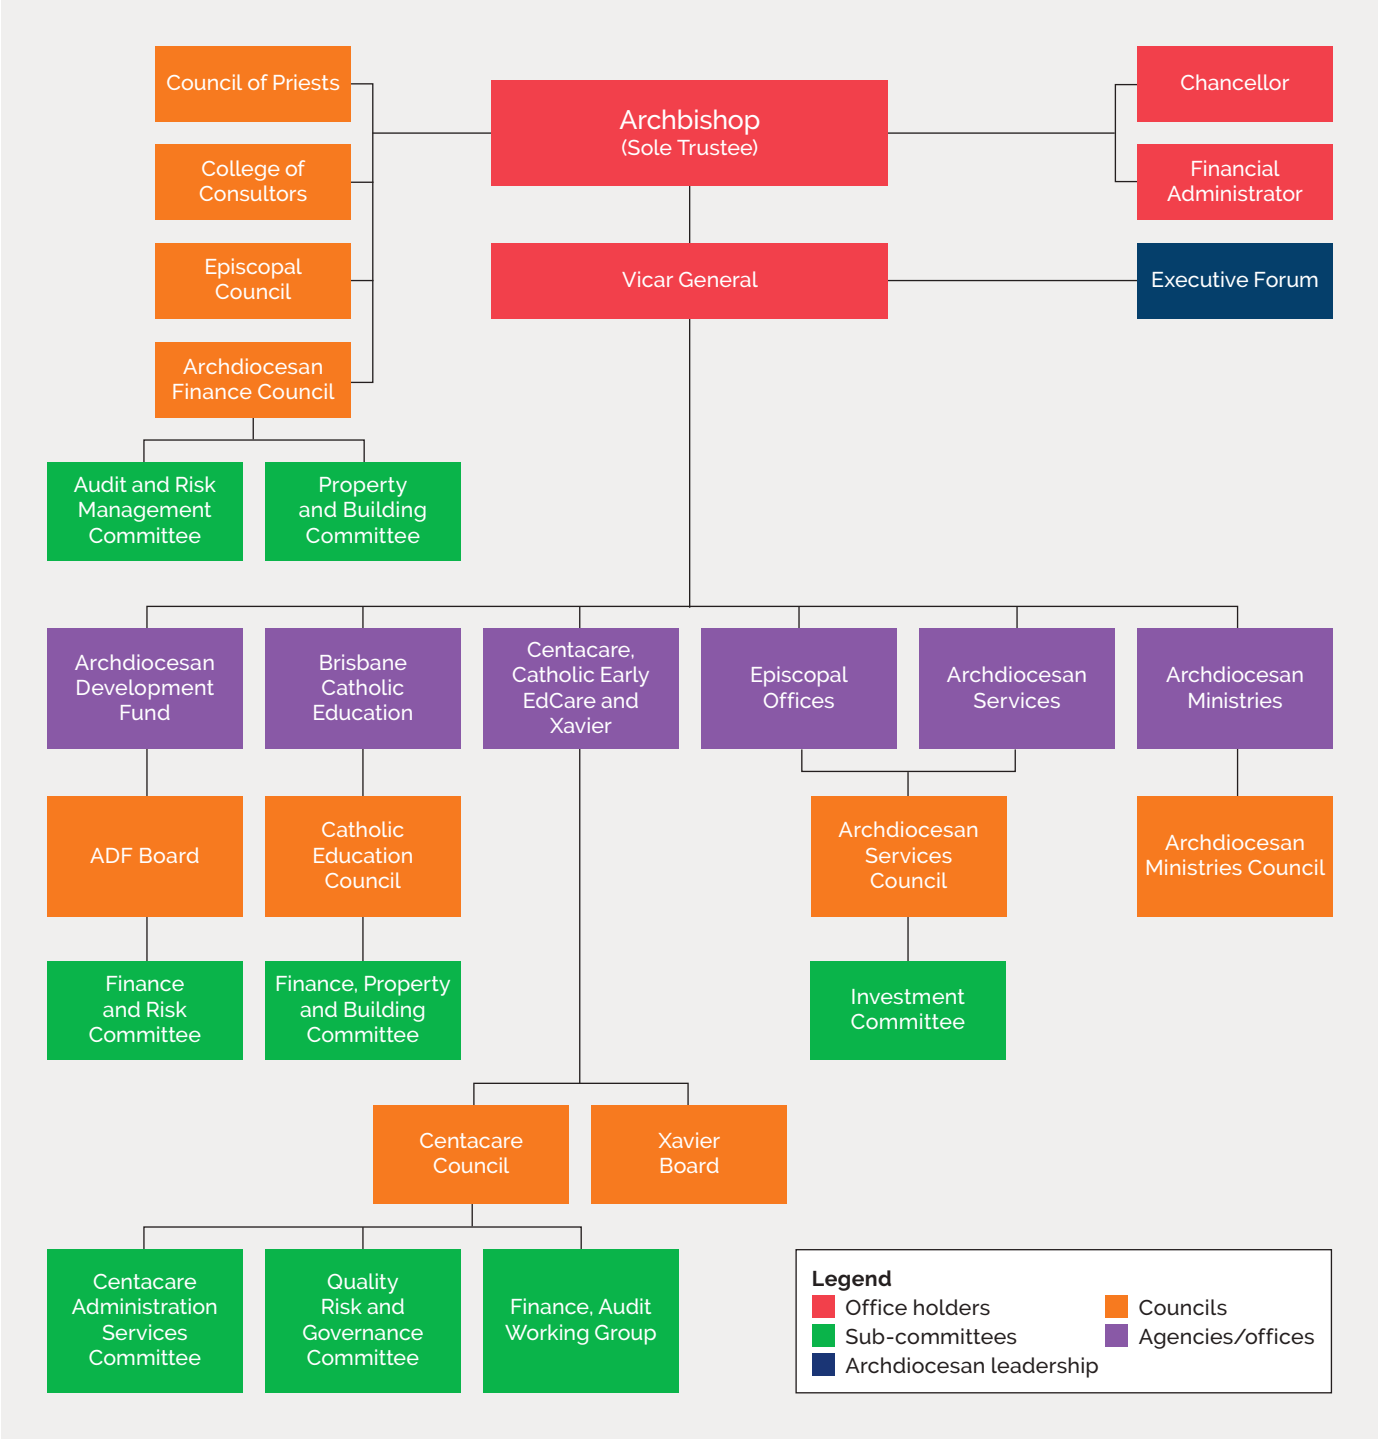 Council of Priests
Archbishop
(Sole Trustee)
Chancellor
College of
Consultors
Financial
Administrator
Episcopal
Council
Vicar General
Executive Forum
Archdiocesan
Finance Council
Audit and Risk
Management
Committee
Property
and Building
Committee
Archdiocesan
Development
Fund
Brisbane
Catholic
Education
Centacare,
Catholic Early
EdCare and
Xavier
Episcopal
Offices
Archdiocesan
Services
Archdiocesan
Ministries
ADF Board
Catholic
Education
Council
Archdiocesan
Services
Council
Archdiocesan
Ministries Council
Finance
and Risk
Committee
Finance, Property
and Building
Committee
Investment
Committee
Centacare
Council
Xavier
Board
Centacare
Administration
Services
Committee
Quality
Risk and
Governance
Committee
Finance, Audit
Working Group
Legend
Office holders
Sub-committees
Archdiocesan leadership
Councils
Agencies/offices